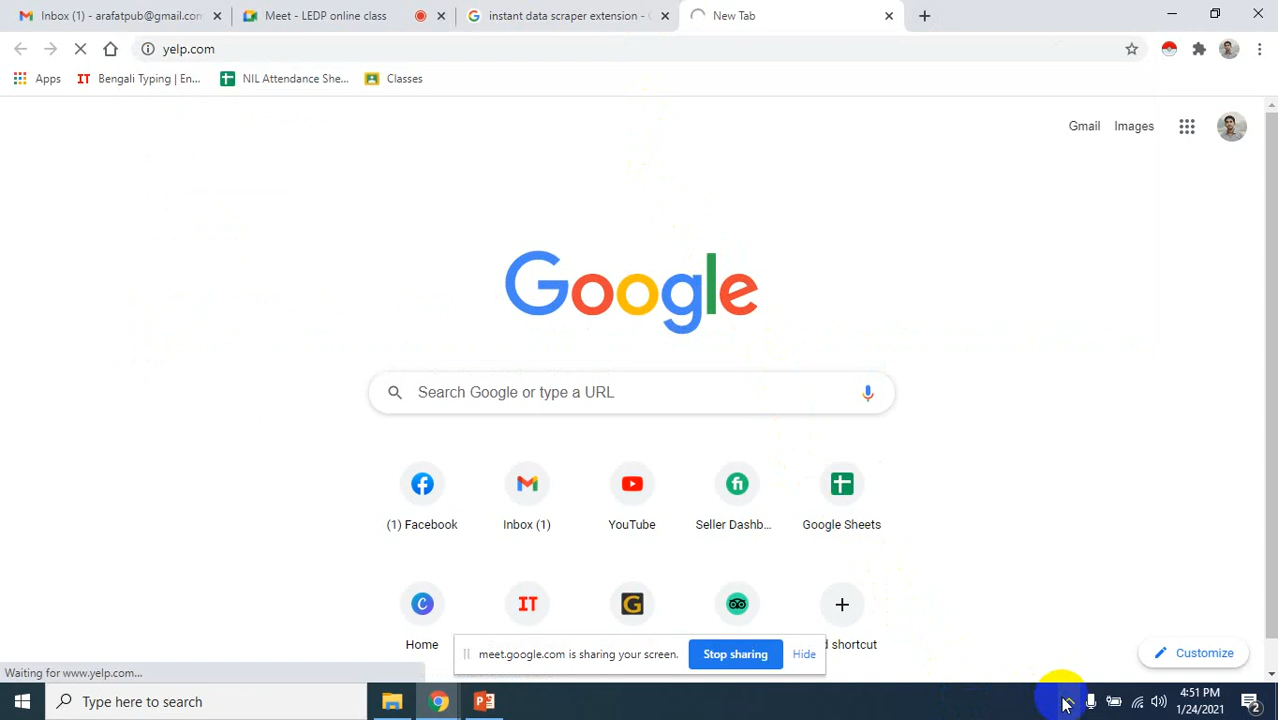 Inbox (1) - arafatpub@gmail.com
Meet - LEDP online class
instant data scraper extension - G
New Tab
yelp.com
Apps
Bengali Typing | En...
NIL Attendance She...
Classes
Gmail
Images
Google
Search Google or type a URL
(1) Facebook
Inbox (1)
YouTube
Seller Dashb...
Google Sheets
Home
d shortcut
meet.google.com is sharing your screen.
Stop sharing
Hide
Customize
Waiting for www.yelp.com...
Type here to search
4:51 PM
1/24/2021
2